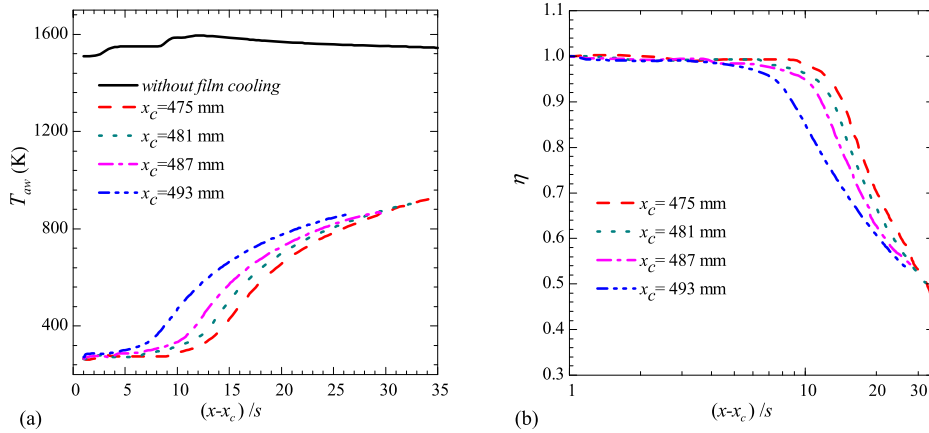 1600
1200
800
400
T_aw (K)
without film cooling
x_c=475 mm
x_c=481 mm
x_c=487 mm
x_c=493 mm
0 5 10 15 20 25 30 35
(x-x_c) /s
(a)
1.1
1.0
0.9
0.8
0.7
0.6
0.5
0.4
0.3
η
x_c= 475 mm
x_c= 481 mm
x_c= 487 mm
x_c= 493 mm
1 10 20 30
(x-x_c) /s
(b)